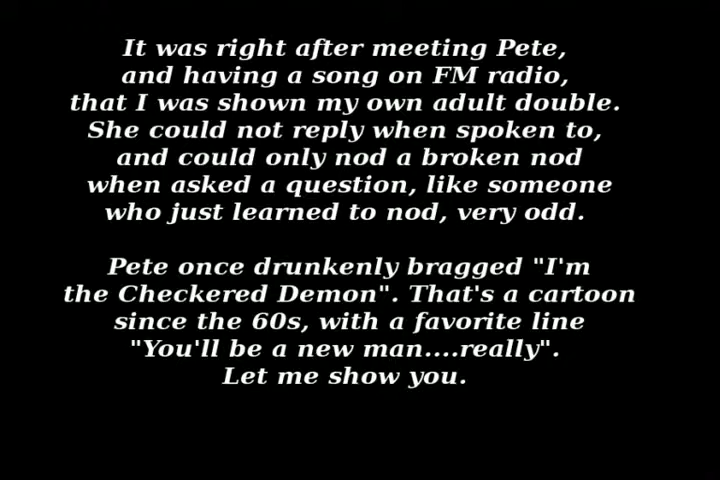 It was right after meeting Pete,
and having a song on FM radio,
that I was shown my own adult double.
She could not reply when spoken to,
and could only nod a broken nod
when asked a question, like someone
who just learned to nod, very odd.
Pete once drunkenly bragged "I'm
the Checkered Demon". That's a cartoon
since the 60s, with a favorite line
"You'll be a new man....really".
Let me show you.